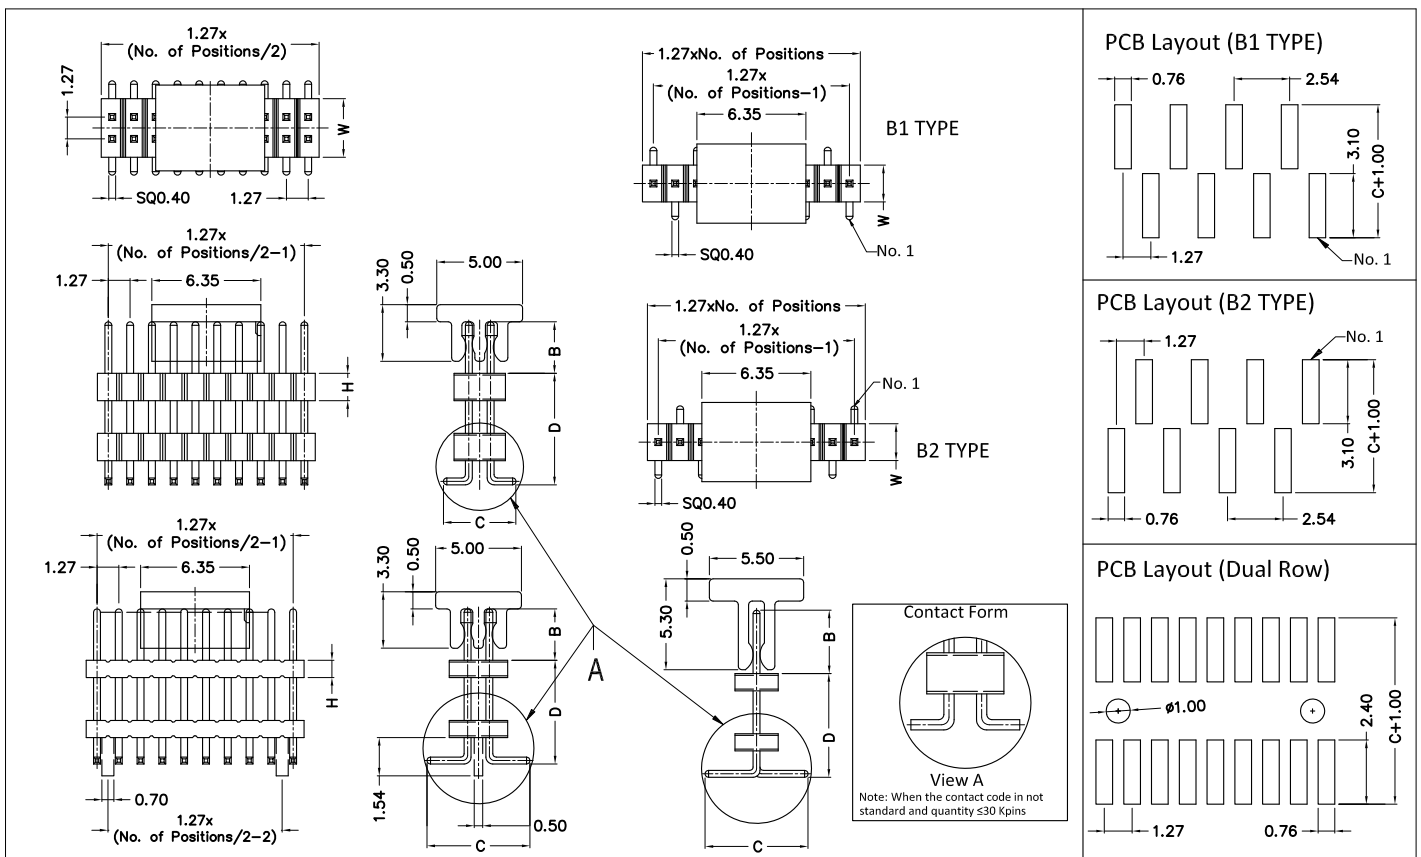 1.27x
(No. of Positions/2)
1.27
W
SQ0.40
1.27
1.27x
(No. of Positions/2-1)
1.27
6.35
H
3.30
0.50
5.00
B
D
C
1.27xNo. of Positions
1.27x
(No. of Positions-1)
6.35
B1 TYPE
W
SQ0.40
No. 1
1.27xNo. of Positions
1.27x
(No. of Positions-1)
6.35
No. 1
B2 TYPE
W
SQ0.40
1.27x
(No. of Positions/2-1)
1.27
6.35
H
0.70
1.27x
(No. of Positions/2-2)
3.30
0.50
5.00
B
D
1.54
0.50
C
A
0.50
5.50
5.30
B
D
C
Contact Form
View A
Note: When the contact code in not
standard and quantity ≤30 Kpins
PCB Layout (B1 TYPE)
0.76
2.54
3.10
C+1.00
1.27
No. 1
PCB Layout (B2 TYPE)
No. 1
1.27
3.10
C+1.00
0.76
2.54
PCB Layout (Dual Row)
ø1.00
2.40
C+1.00
1.27
0.76